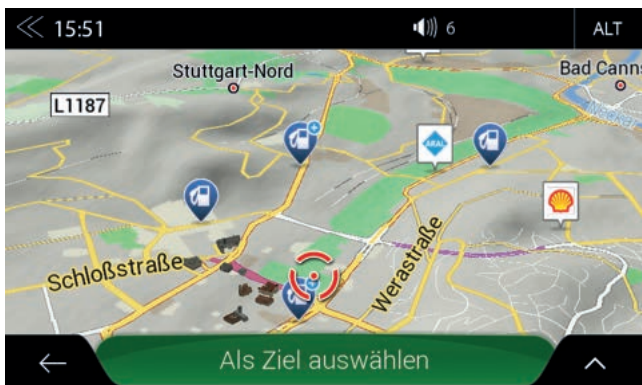 15:51
6
ALT
Stuttgart-Nord
Bad Canns
L1187
ARAL
Schloßstraße
Werastraße
Als Ziel auswählen